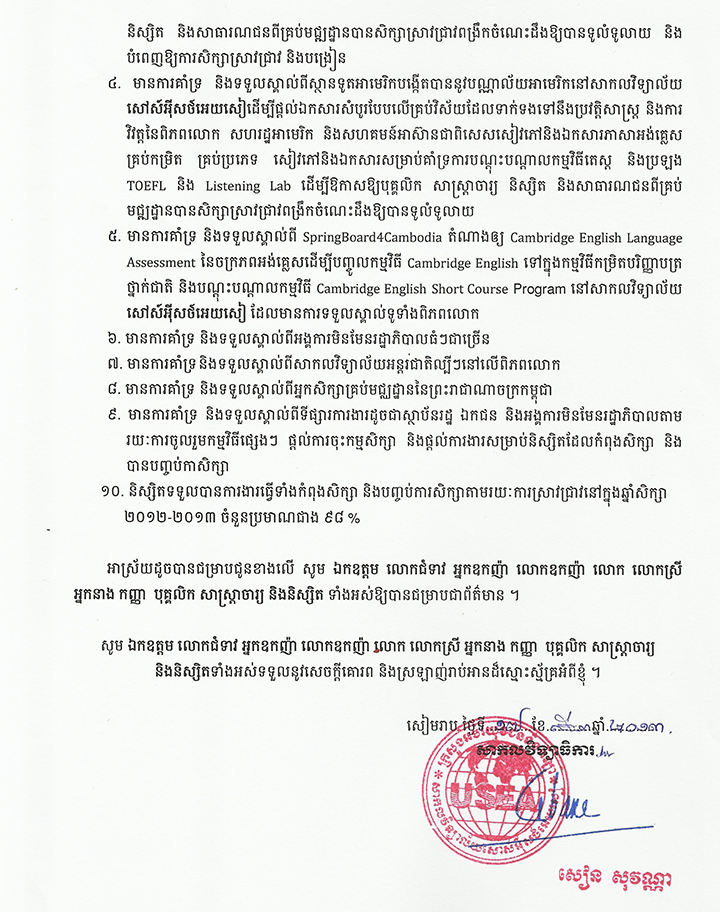 និស្សិត និងសាធារណជនពីគ្រប់មជ្ឈដ្ឋានបានសិក្សាស្រាវជ្រាវពង្រីកចំណេះដឹងឱ្យបានទូលំទូលាយ និង
បំពេញឱ្យការសិក្សាស្រាវជ្រាវ និងបង្រៀន
៤. មានការគាំទ្រ និងទទួលស្គាល់ពីស្ថានទូតអាមេរិកបង្កើតបាននូវបណ្ណាល័យអាមេរិកនៅសាកលវិទ្យាល័យ
សៅស៍អ៊ីសថ៍អេយសៀដើម្បីផ្តល់ឯកសារសំបូរបែបលើគ្រប់វិស័យដែលទាក់ទងទៅនឹងប្រវត្តិសាស្ត្រ និងការ
វិវត្តនៃពិភពលោក សហរដ្ឋអាមេរិក និងសហគមន៍អាស៊ានជាពិសេសសៀវភៅនិងឯកសារភាសាអង់គ្លេស
គ្រប់កម្រិត គ្រប់ប្រភេទ សៀវភៅនិងឯកសារសម្រាប់គាំទ្រការបណ្តុះបណ្តាលកម្មវិធីតេស្ត និងប្រឡង
TOEFL និង Listening Lab ដើម្បីឱកាសឱ្យបុគ្គលិក សាស្ត្រាចារ្យ និស្សិត និងសាធារណជនពីគ្រប់
មជ្ឈដ្ឋានបានសិក្សាស្រាវជ្រាវពង្រីកចំណេះដឹងឱ្យបានទូលំទូលាយ
៥. មានការគាំទ្រ និងទទួលស្គាល់ពី SpringBoard4Cambodia តំណាងឲ្យ Cambridge English Language
Assessment នៃចក្រភពអង់គ្លេសដើម្បីបញ្ចូលកម្មវិធី Cambridge English ទៅក្នុងកម្មវិធីកម្រិតបរិញ្ញាបត្រ
ថ្នាក់ជាតិ និងបណ្តុះបណ្តាលកម្មវិធី Cambridge English Short Course Program នៅសាកលវិទ្យាល័យ
សៅស៍អ៊ីសថ៍អេយសៀ ដែលមានការទទួលស្គាល់ទូទាំងពិភពលោក
៦. មានការគាំទ្រ និងទទួលស្គាល់ពីអង្គការមិនមែនរដ្ឋាភិបាលធំៗជាច្រើន
៧. មានការគាំទ្រ និងទទួលស្គាល់ពីសាកលវិទ្យាល័យអន្តរជាតិល្បីៗនៅលើពិភពលោក
៨. មានការគាំទ្រ និងទទួលស្គាល់ពីអ្នកសិក្សាគ្រប់មជ្ឈដ្ឋាននៃព្រះរាជាណាចក្រកម្ពុជា
៩. មានការគាំទ្រ និងទទួលស្គាល់ពីទីផ្សារការងារដូចជាស្ថាប័នរដ្ឋ ឯកជន និងអង្គការមិនមែនរដ្ឋាភិបាលតាម
រយៈការចូលរួមកម្មវិធីផ្សេងៗ ផ្តល់ការចុះកម្មសិក្សា និងផ្តល់ការងារសម្រាប់និស្សិតដែលកំពុងសិក្សា និង
បានបញ្ចប់កាសិក្សា
១០. និស្សិតទទួលបានការងារធ្វើទាំងកំពុងសិក្សា និងបញ្ចប់ការសិក្សាតាមរយៈការស្រាវជ្រាវនៅក្នុងឆ្នាំសិក្សា
២០១២-២០១៣ ចំនួនប្រមាណជាង ៩៨ %
អាស្រ័យដូចបានជម្រាបជូនខាងលើ សូម ឯកឧត្តម លោកជំទាវ អ្នកឧកញ៉ា លោកឧកញ៉ា លោក លោកស្រី
អ្នកនាង កញ្ញា បុគ្គលិក សាស្ត្រាចារ្យ និងនិស្សិត ទាំងអស់ឱ្យបានជម្រាបជាព័ត៌មាន ។
សូម ឯកឧត្តម លោកជំទាវ អ្នកឧកញ៉ា លោកឧកញ៉ា លោក លោកស្រី អ្នកនាង កញ្ញា បុគ្គលិក សាស្ត្រាចារ្យ
និងនិស្សិតទាំងអស់ទទួលនូវសេចក្តីគោរព និងស្រឡាញ់រាប់អានដ៏ស្មោះស្ម័គ្រអំពីខ្ញុំ ។
សៀមរាប ថ្ងៃទី ១៧ ខែ សីហា ឆ្នាំ ២០១៣.
សាកលវិទ្យាធិការ
USEA
សៀន សុវណ្ណា